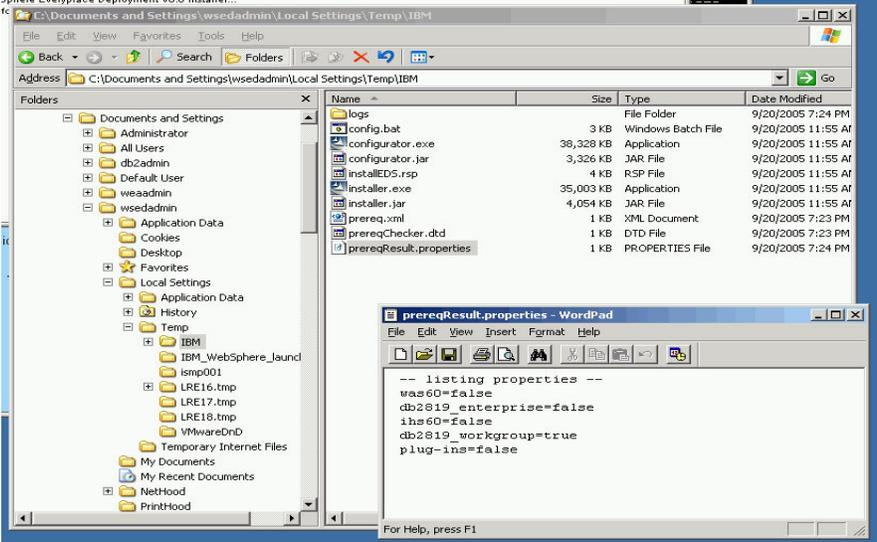 C:\Documents and Settings\wsedadmin\Local Settings\Temp\IBM
File Edit View Favorites Tools Help
Back Search Folders
Address C:\Documents and Settings\wsedadmin\Local Settings\Temp\IBM Go
Folders
Documents and Settings
Administrator
All Users
db2admin
Default User
weaadmin
wsedadmin
Application Data
Cookies
Desktop
Favorites
Local Settings
Application Data
History
Temp
IBM
IBM_WebSphere_launcl
ismp001
LRE16.tmp
LRE17.tmp
LRE18.tmp
VMwareDnD
Temporary Internet Files
My Documents
My Recent Documents
NetHood
PrintHood
Name Size Type Date Modified
logs File Folder 9/20/2005 7:24 PM
config.bat 3 KB Windows Batch File 9/20/2005 11:55 AM
configurator.exe 38,328 KB Application 9/20/2005 11:55 AM
configurator.jar 3,326 KB JAR File 9/20/2005 11:55 AM
installEDS.rsp 4 KB RSP File 9/20/2005 11:55 AM
installer.exe 35,003 KB Application 9/20/2005 11:55 AM
installer.jar 4,054 KB JAR File 9/20/2005 11:55 AM
prereq.xml 1 KB XML Document 9/20/2005 7:23 PM
prereqChecker.dtd 1 KB DTD File 9/20/2005 7:23 PM
prereqResult.properties 1 KB PROPERTIES File 9/20/2005 7:24 PM
prereqResult.properties - WordPad
File Edit View Insert Format Help
-- listing properties --
was60=false
db2819_enterprise=false
ihs60=false
db2819_workgroup=true
plug-ins=false
For Help, press F1